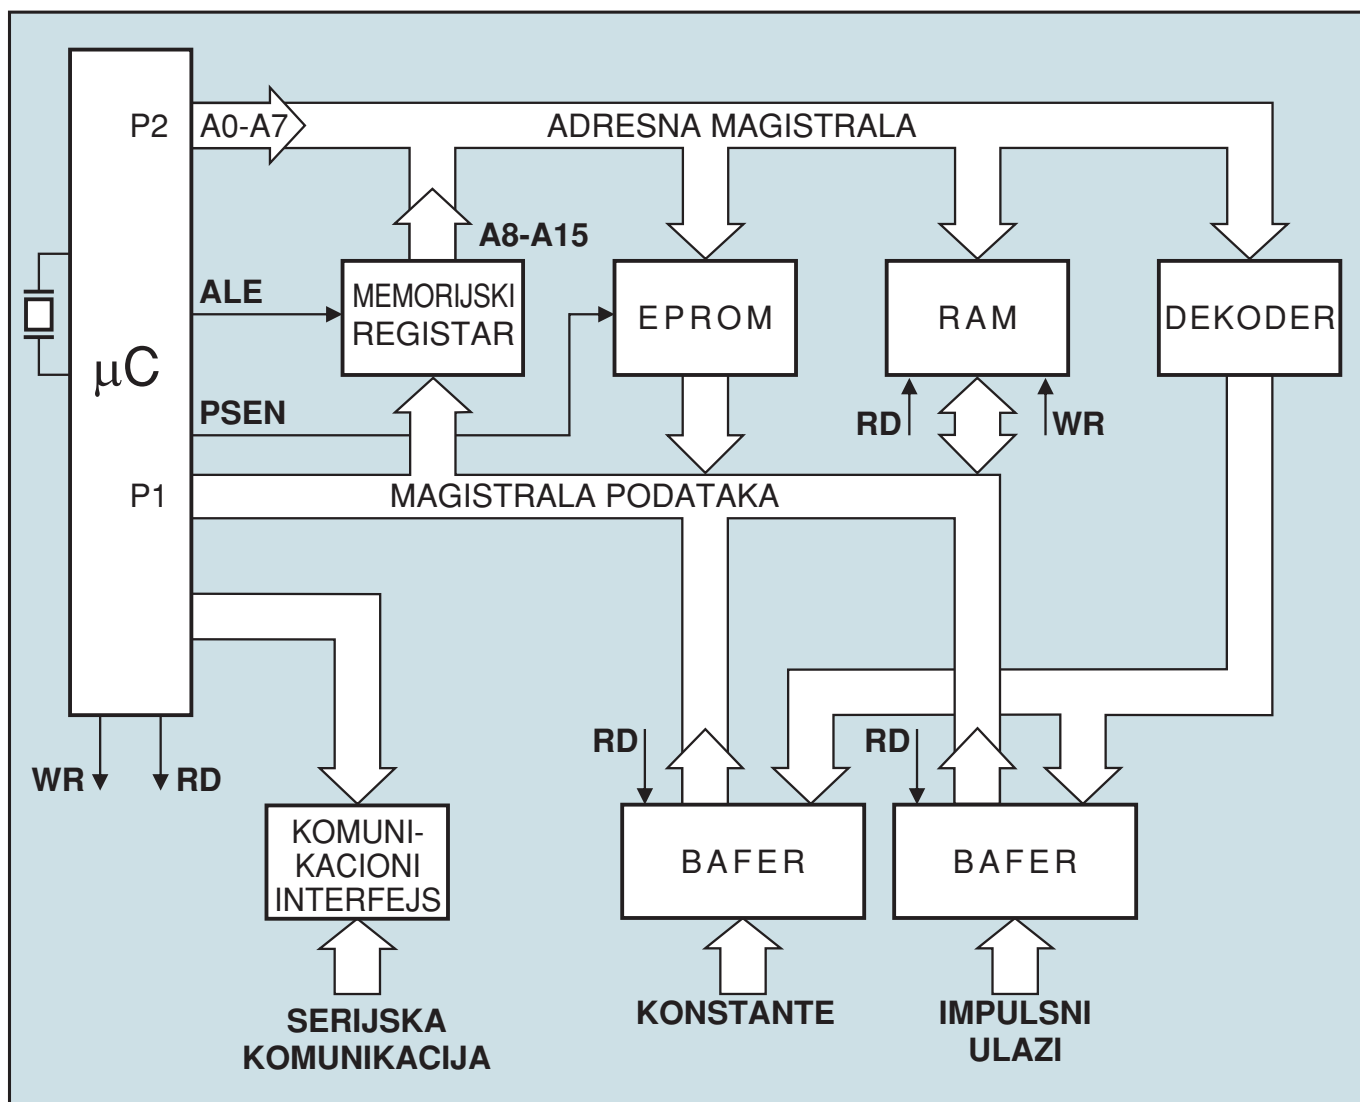 P2
A0-A7
ADRESNA MAGISTRALA
A8-A15
ALE
MEMORIJSKI
REGISTAR
EPROM
RAM
DEKODER
µC
PSEN
RD
WR
P1
MAGISTRALA PODATAKA
WR
RD
RD
RD
KOMUNI-
KACIONI
INTERFEJS
BAFER
BAFER
SERIJSKA
KOMUNIKACIJA
KONSTANTE
IMPULSNI
ULAZI